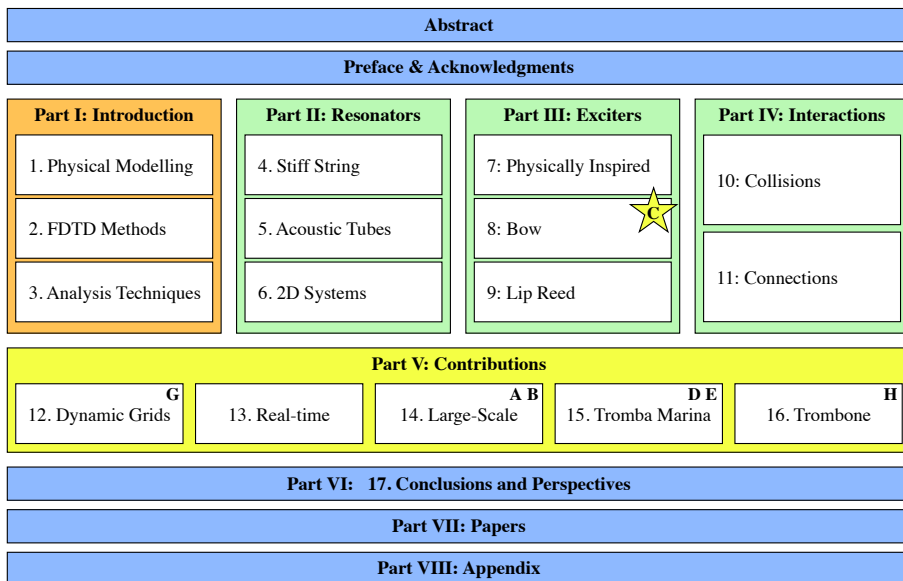 Abstract
Preface & Acknowledgments
Part I: Introduction
1. Physical Modelling
2. FDTD Methods
3. Analysis Techniques
Part II: Resonators
4. Stiff String
5. Acoustic Tubes
6. 2D Systems
Part III: Exciters
7: Physically Inspired
C
8: Bow
9: Lip Reed
Part IV: Interactions
10: Collisions
11: Connections
Part V: Contributions
G
12. Dynamic Grids
13. Real-time
A B
14. Large-Scale
D E
15. Tromba Marina
H
16. Trombone
Part VI: 17. Conclusions and Perspectives
Part VII: Papers
Part VIII: Appendix